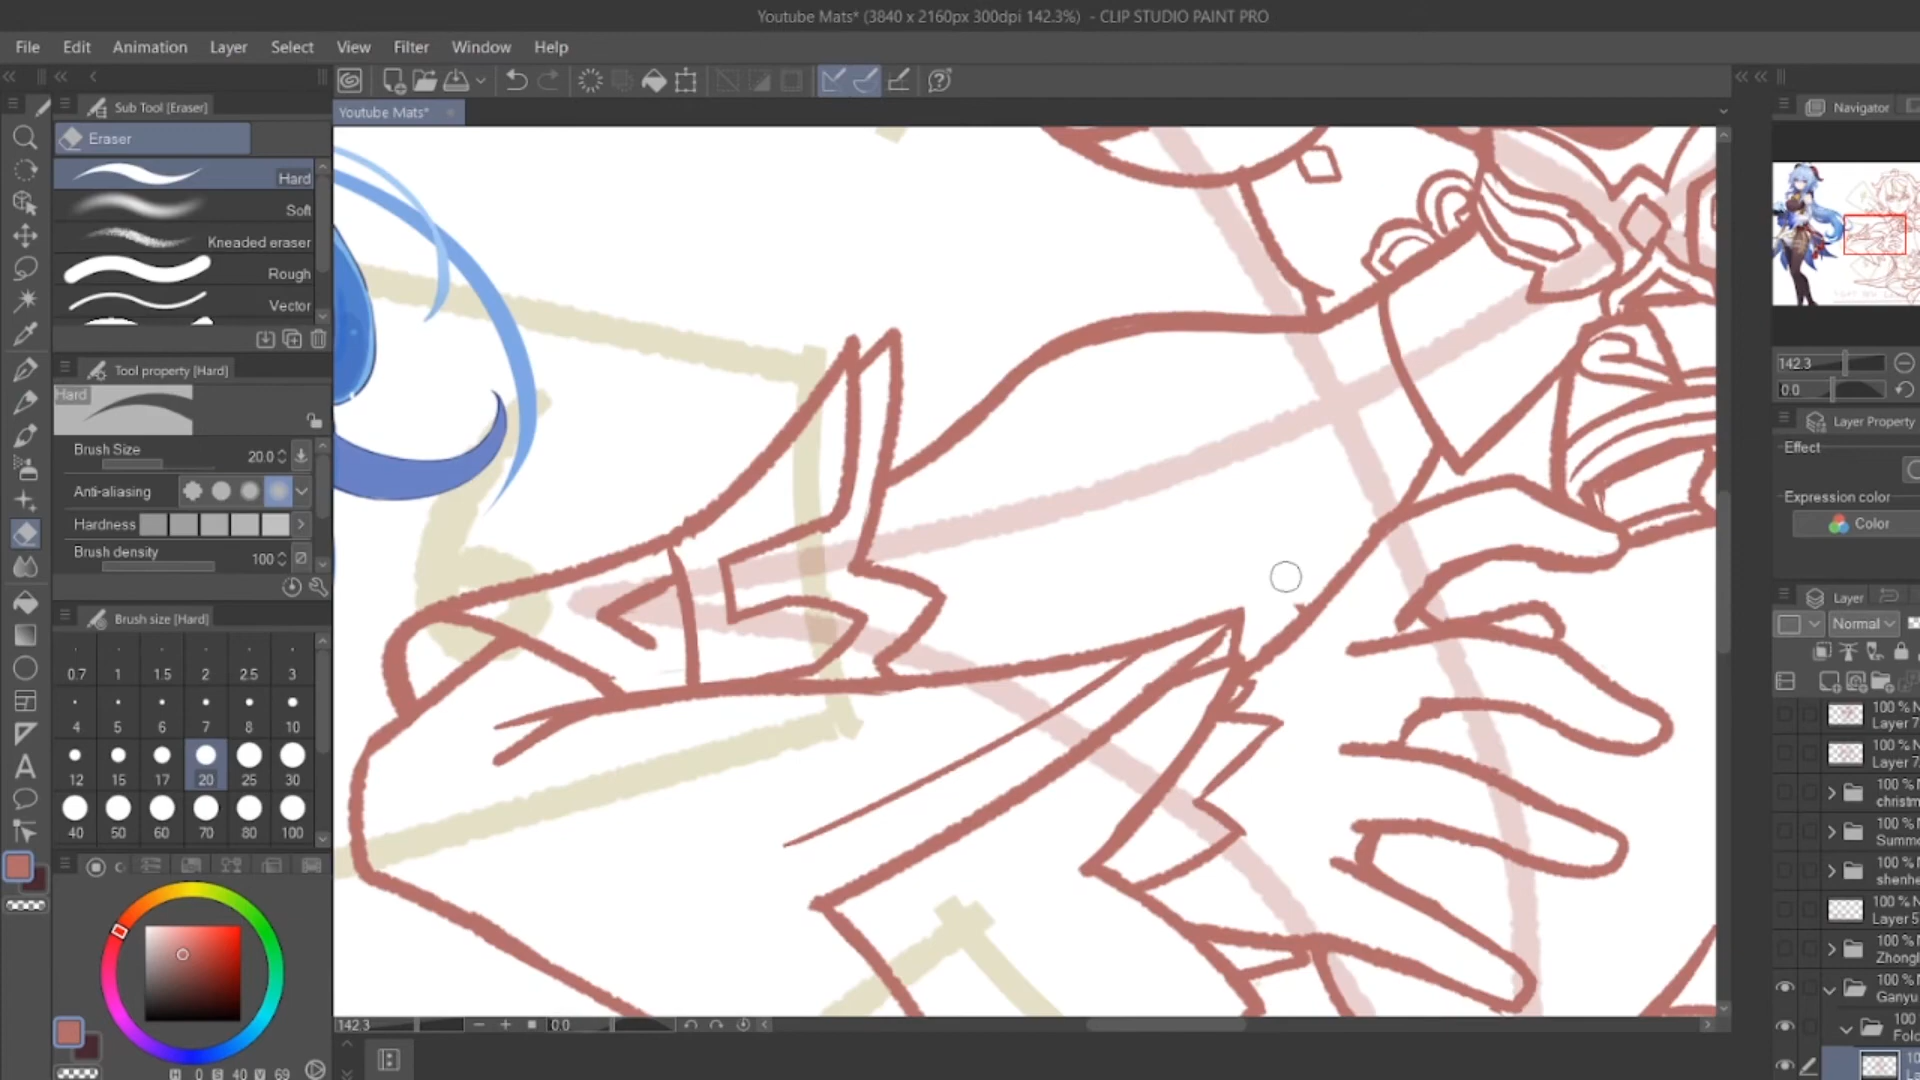 Youtube Mats* (3840 x 2160px 300dpi 142.3%) - CLIP STUDIO PAINT PRO
File Edit Animation Layer Select View Filter Window Help
Sub Tool [Eraser]
Youtube Mats*
Navigator
Eraser
Hard
Soft
Kneaded eraser
Rough
Vector
Tool property [Hard]
Hard
Brush Size 20.0
Anti-aliasing
Hardness
Brush density 100
Brush size [Hard]
0.7 1 1.5 2 2.5 3
4 5 6 7 8 10
12 15 17 20 25 30
40 50 60 70 80 100
H 0 S 40 V 69
142.3 0.0
142.3
0.0
Layer Property
Effect
Expression color
Color
Layer
Normal
100 % N
Layer 7
100 % N
Layer 7
100 % N
christm
100 % N
Summe
100 % N
shenhe
100 % N
Layer 5
100 % N
Zhongl
100 % N
Ganyu
100
Fold